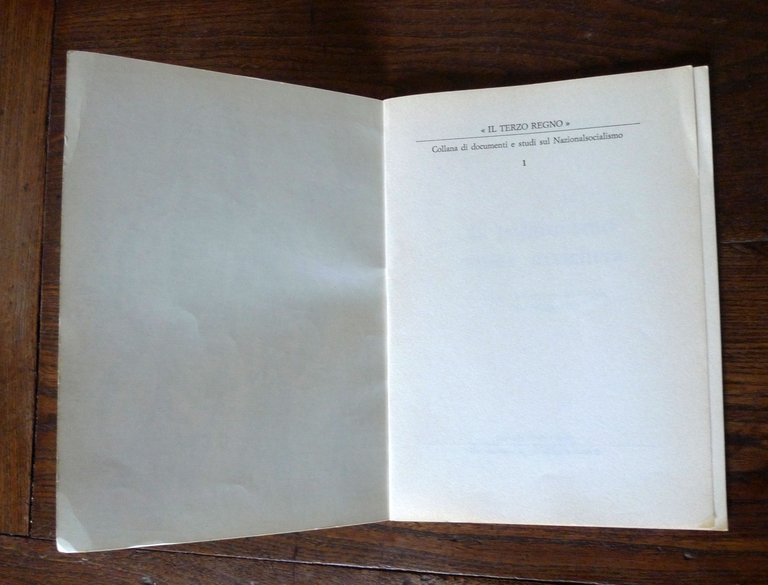 « IL TERZO REGNO »
Collana di documenti e studi sul Nazionalsocialismo
1